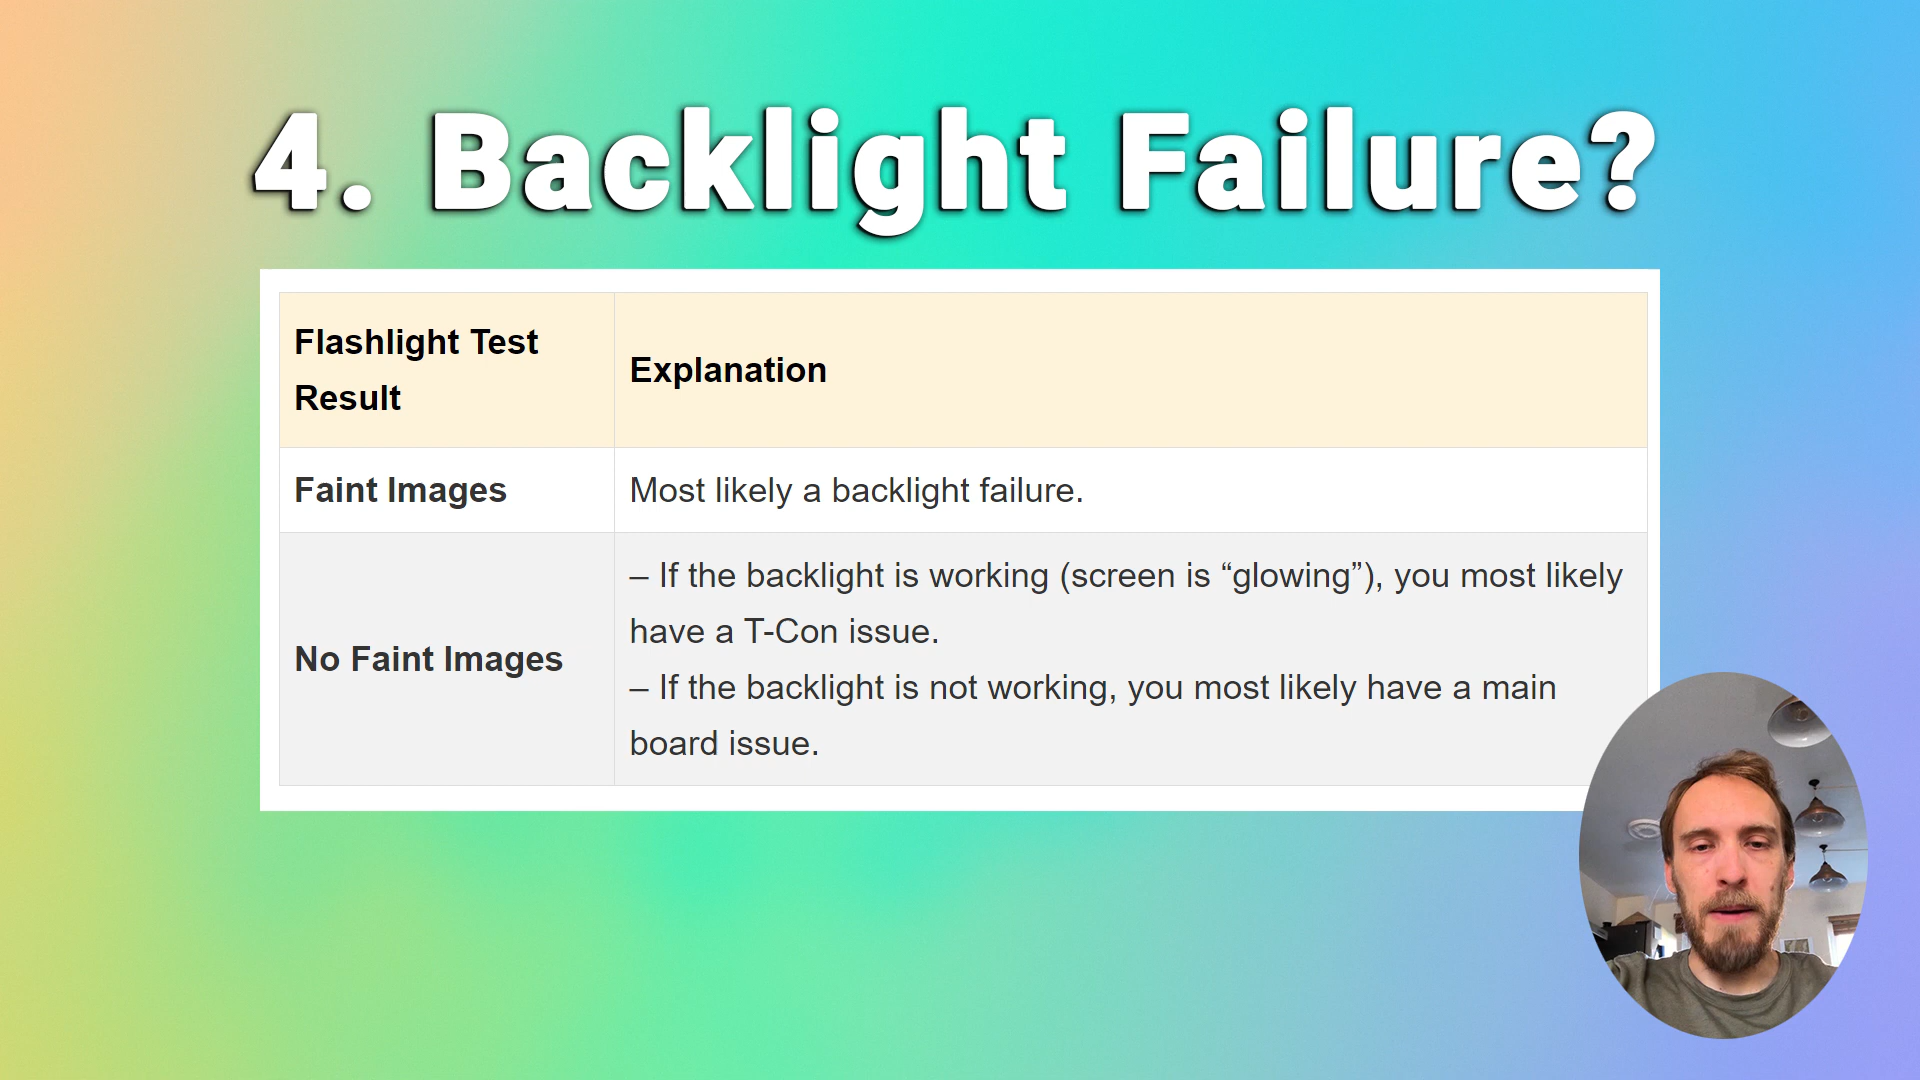 4. Backlight Failure?
Flashlight Test
Result
Explanation
Faint Images
Most likely a backlight failure.
No Faint Images
– If the backlight is working (screen is “glowing”), you most likely
have a T-Con issue.
– If the backlight is not working, you most likely have a main
board issue.